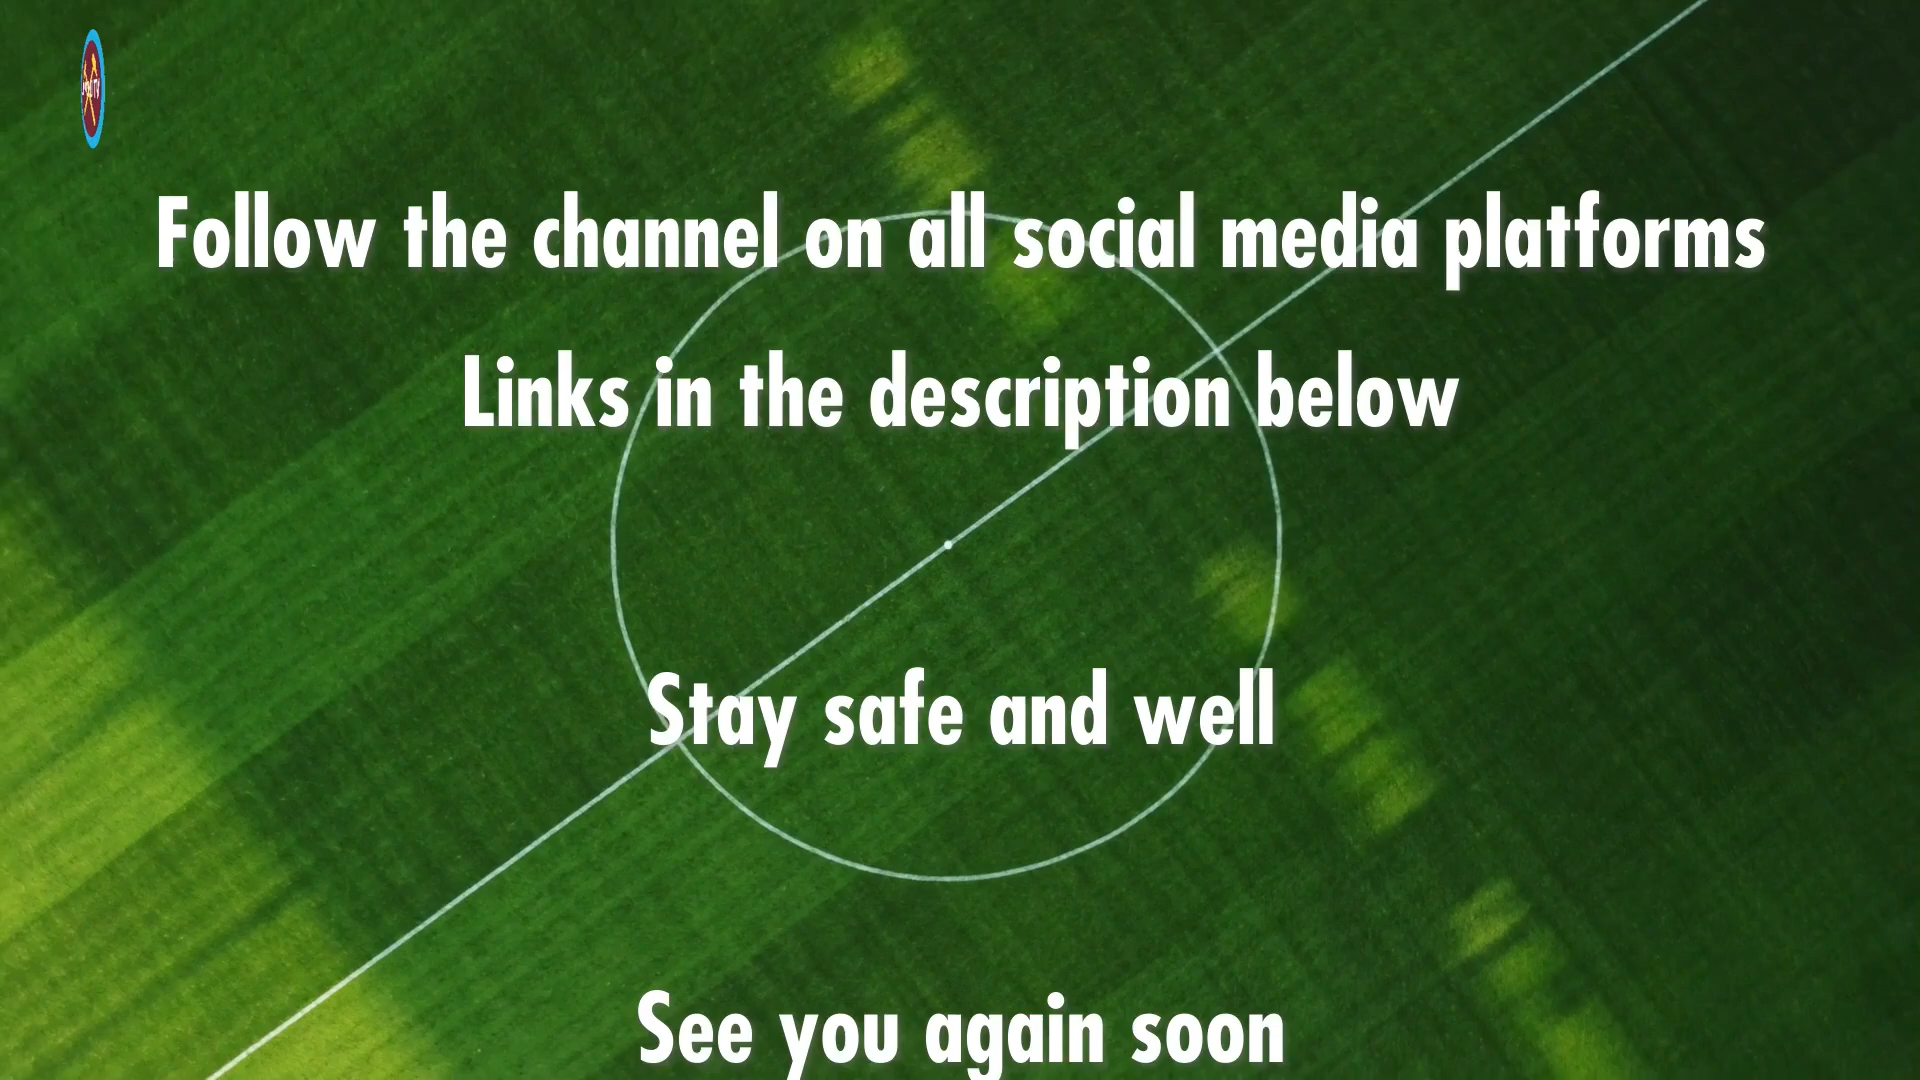 Follow the channel on all social media platforms
Links in the description below
Stay safe and well
See you again soon